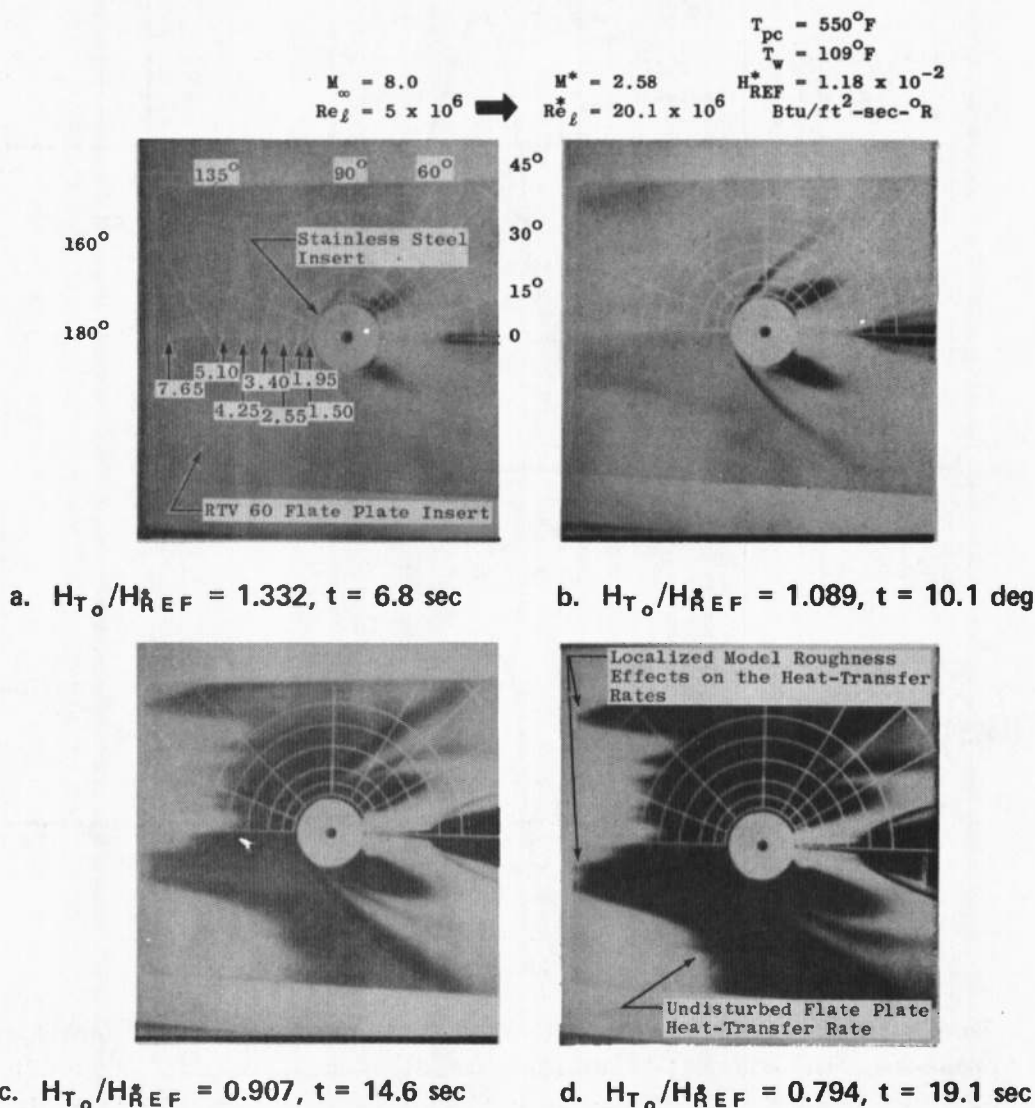 T_pc = 550°F
T_w = 109°F
M_∞ = 8.0
M* = 2.58
H*_REF = 1.18 x 10^-2
Re_ℓ = 5 x 10^6
Re*_ℓ = 20.1 x 10^6
Btu/ft^2-sec-°R
135°
90°
60°
45°
160°
30°
Stainless Steel
Insert
15°
180°
0
7.65
5.10
3.40
1.95
4.25
2.55
1.50
RTV 60 Flate Plate Insert
a. H_To/H*_REF = 1.332, t = 6.8 sec
b. H_To/H*_REF = 1.089, t = 10.1 deg
Localized Model Roughness
Effects on the Heat-Transfer
Rates
Undisturbed Flate Plate
Heat-Transfer Rate
c. H_To/H*_REF = 0.907, t = 14.6 sec
d. H_To/H*_REF = 0.794, t = 19.1 sec